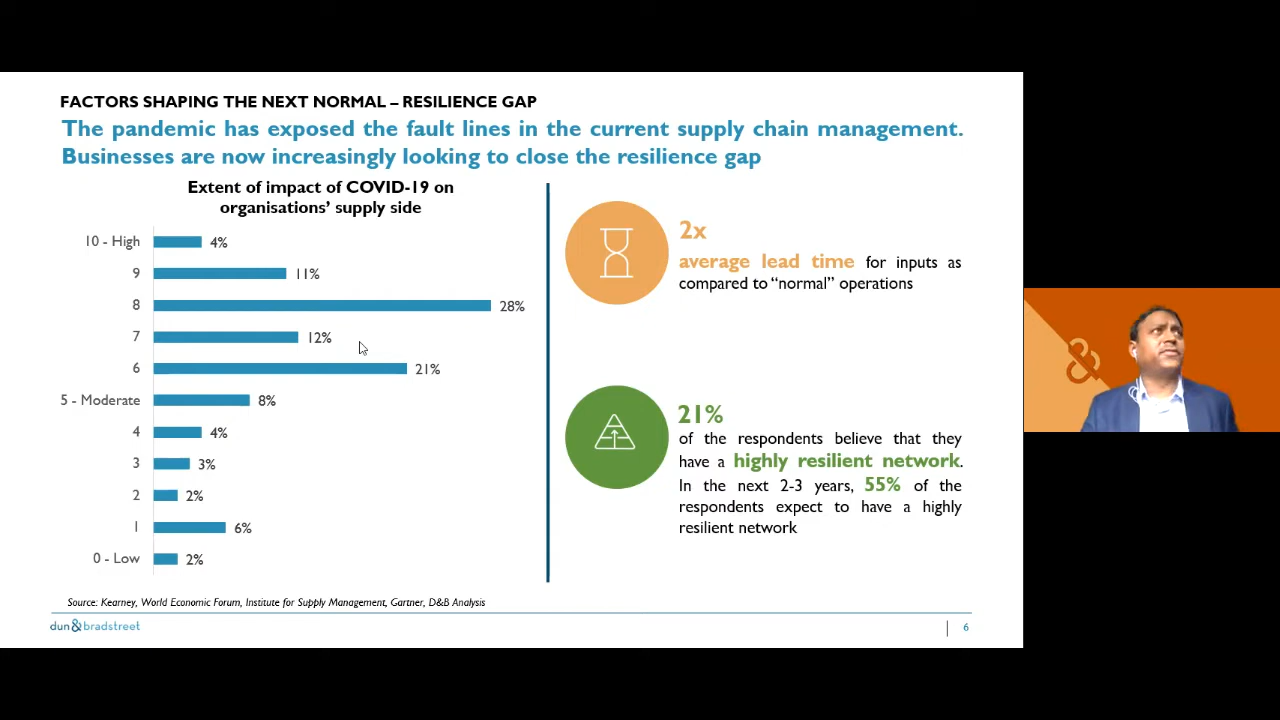 FACTORS SHAPING THE NEXT NORMAL – RESILIENCE GAP
The pandemic has exposed the fault lines in the current supply chain management.
Businesses are now increasingly looking to close the resilience gap
Extent of impact of COVID-19 on
organisations’ supply side
10 - High 4%
9 11%
8 28%
7 12%
6 21%
5 - Moderate 8%
4 4%
3 3%
2 2%
1 6%
0 - Low 2%
2x
average lead time for inputs as
compared to “normal” operations
21%
of the respondents believe that they
have a highly resilient network.
In the next 2-3 years, 55% of the
respondents expect to have a highly
resilient network
Source: Kearney, World Economic Forum, Institute for Supply Management, Gartner, D&B Analysis
dun&bradstreet
6
&